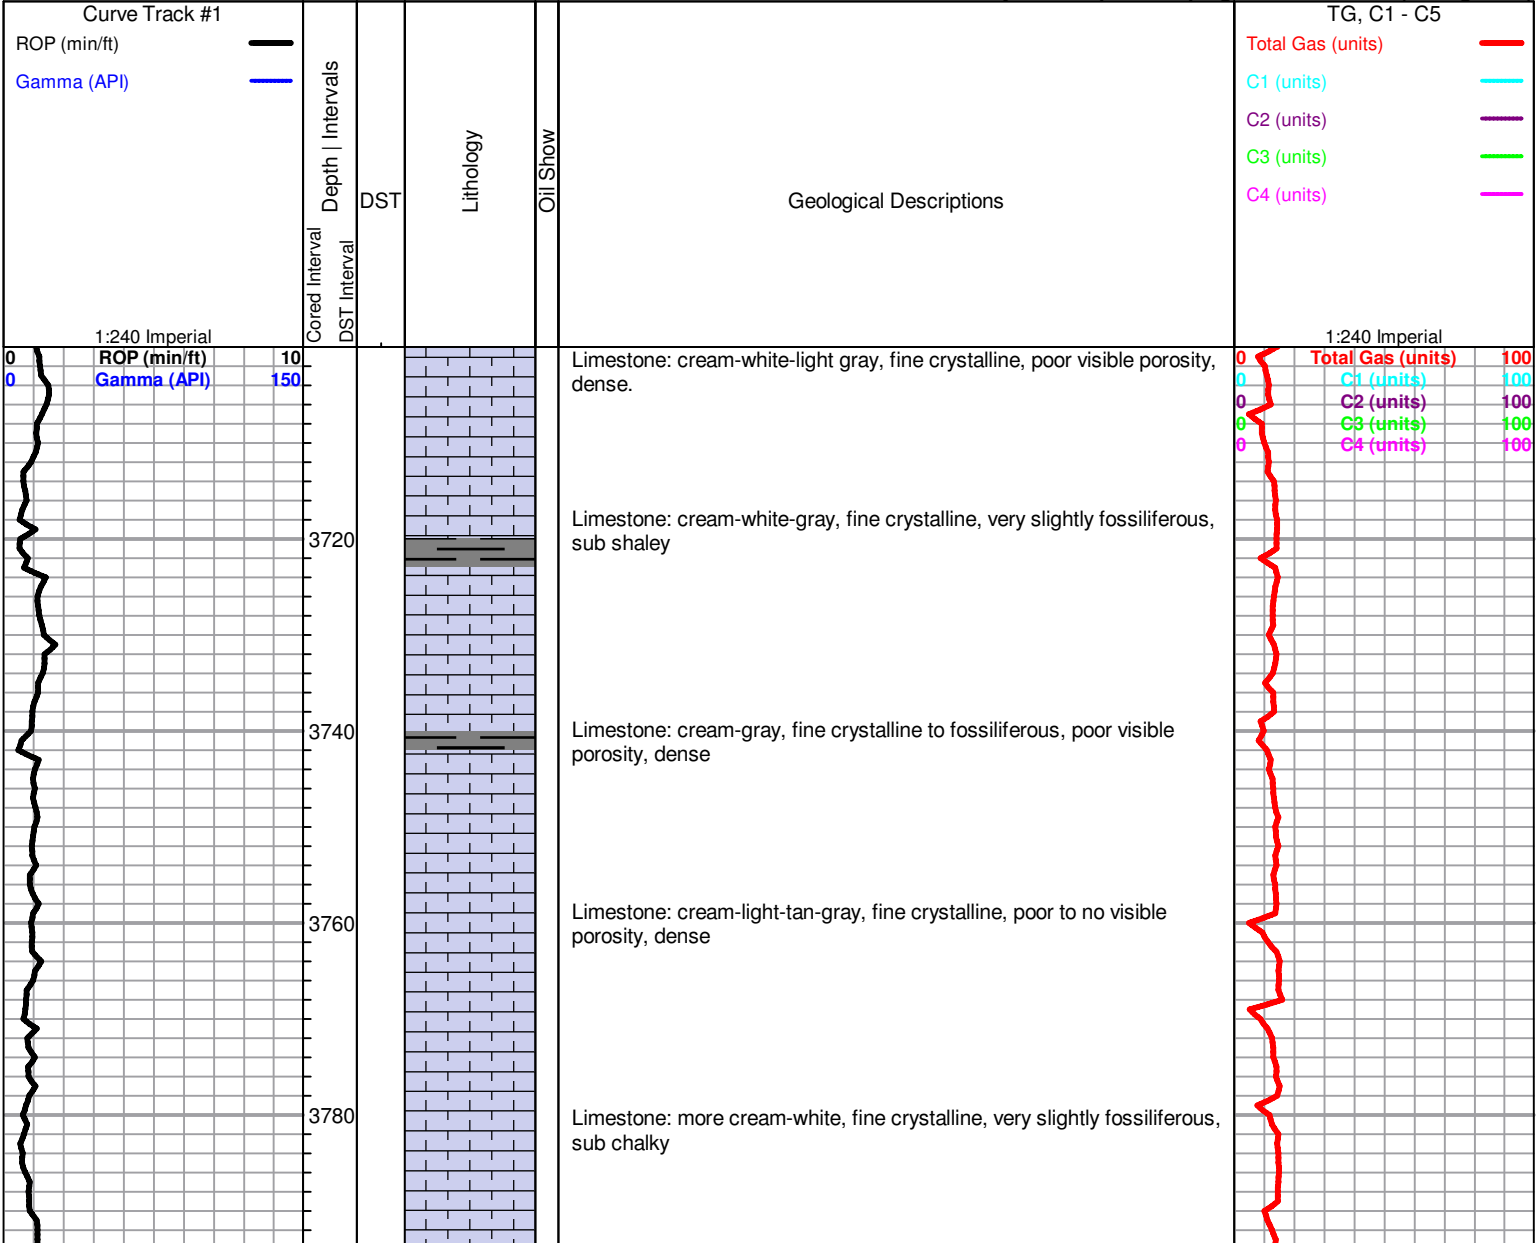 Curve Track #1
ROP (min/ft)
Gamma (API)
1:240 Imperial
Depth | Intervals
Cored Interval
DST Interval
DST
Lithology
Oil Show
Geological Descriptions
TG, C1 - C5
Total Gas (units)
C1 (units)
C2 (units)
C3 (units)
C4 (units)
1:240 Imperial
0 ROP (min/ft) 10
0 Gamma (API) 150
0 Total Gas (units) 100
0 C1 (units) 100
0 C2 (units) 100
0 C3 (units) 100
0 C4 (units) 100
Limestone: cream-white-light gray, fine crystalline, poor visible porosity,
dense.
Limestone: cream-white-gray, fine crystalline, very slightly fossiliferous,
sub shaley
3720
3740
Limestone: cream-gray, fine crystalline to fossiliferous, poor visible
porosity, dense
Limestone: cream-light-tan-gray, fine crystalline, poor to no visible
porosity, dense
3760
3780
Limestone: more cream-white, fine crystalline, very slightly fossiliferous,
sub chalky